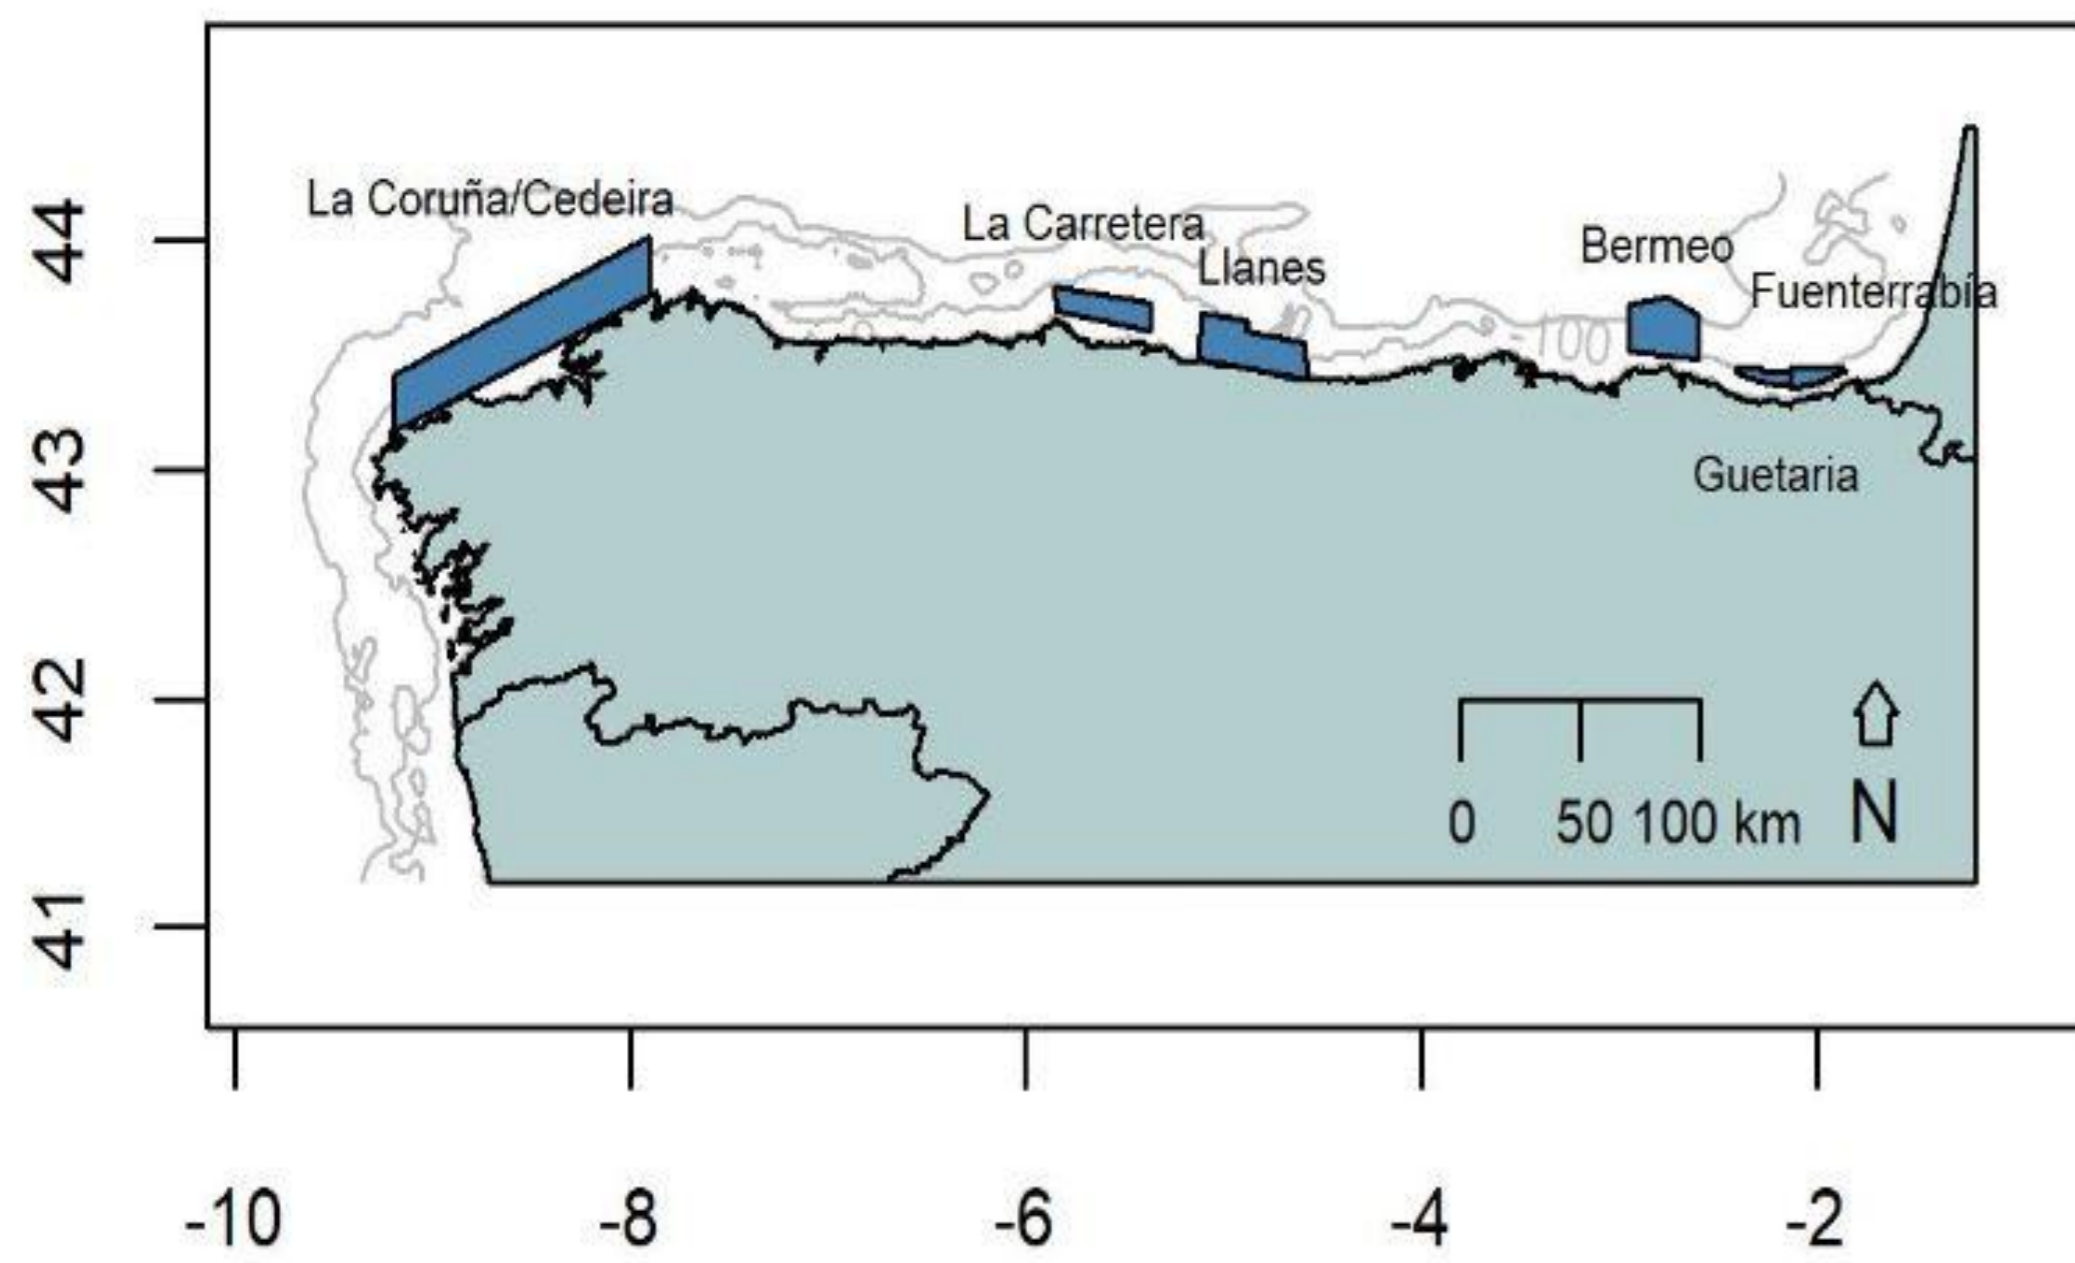 44
43
42
41
La Coruña/Cedeira
La Carretera
Llanes
Bermeo
Fuenterrabía
Guetaria
0 50 100 km
N
-10 -8 -6 -4 -2